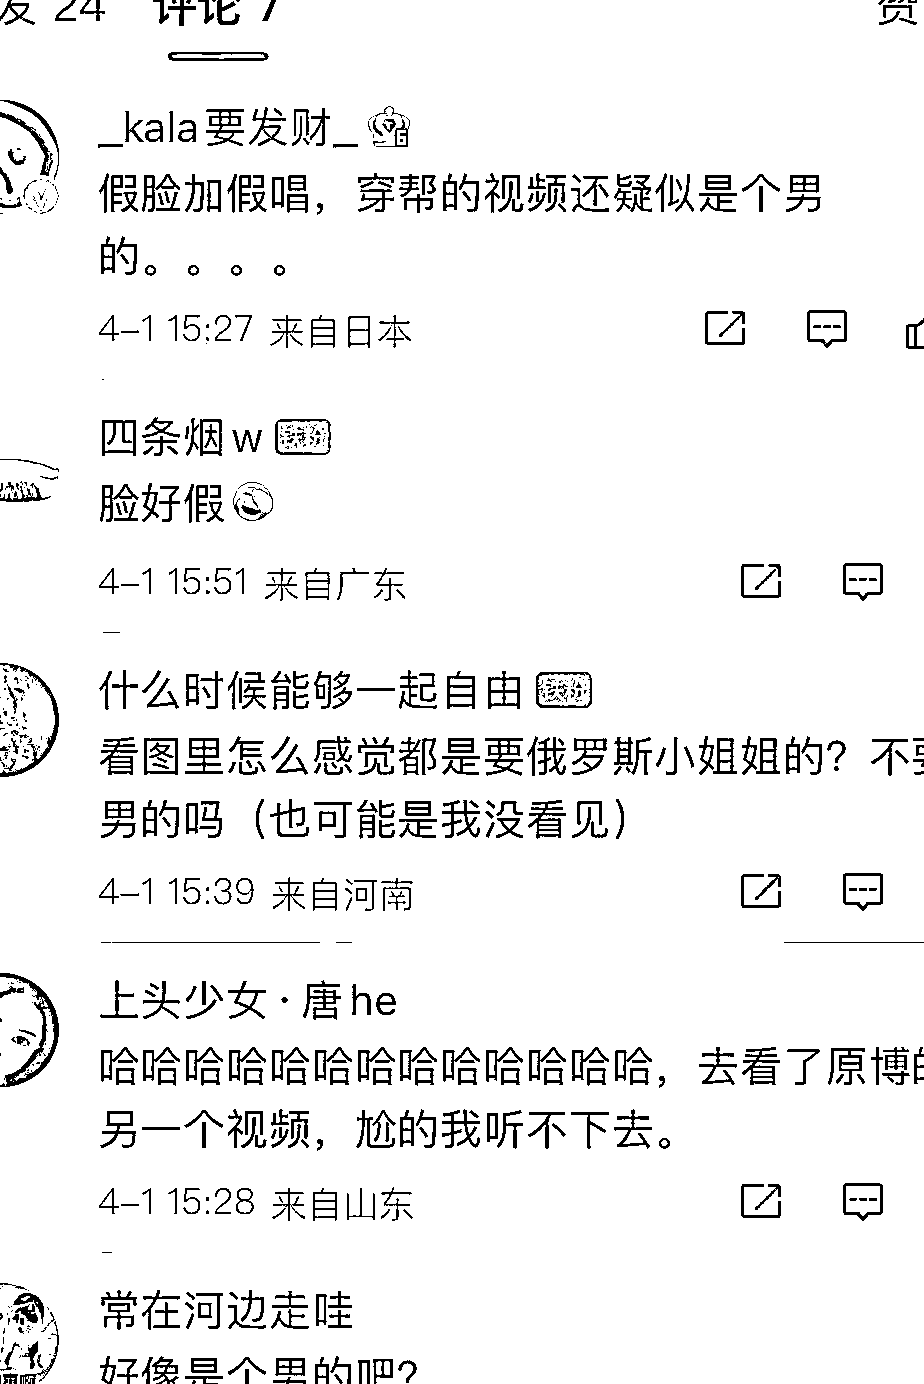 发 24 评论 7 赞
_kala要发财_
假脸加假唱，穿帮的视频还疑似是个男
的。。。。
4-1 15:27 来自日本
四条烟w 铁粉
脸好假
4-1 15:51 来自广东
什么时候能够一起自由 铁粉
看图里怎么感觉都是要俄罗斯小姐姐的？不要
男的吗（也可能是我没看见）
4-1 15:39 来自河南
上头少女·唐he
哈哈哈哈哈哈哈哈哈哈哈哈哈，去看了原博的
另一个视频，尬的我听不下去。
4-1 15:28 来自山东
常在河边走哇
好像是个男的吧?